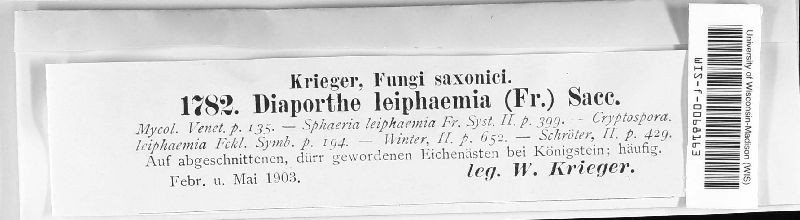 Krieger, Fungi saxonici.
1782. Diaporthe leiphaemia (Fr.) Sacc.
Mycol. Venet. p. 135. — Sphaeria leiphaemia Fr. Syst. II. p. 399. — Cryptospora.
leiphaemia Fckl. Symb. p. 194. — Winter, II. p. 652. — Schröter, II. p. 429.
Auf abgeschnittenen, dürr gewordenen Eichenästen bei Königstein; häufig.
Febr. u. Mai 1903.
leg. W. Krieger.
WIS-f-0068163
University of Wisconsin-Madison (WIS)